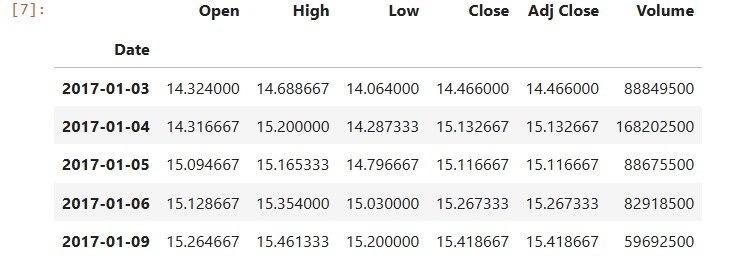 [7]: Open High Low Close Adj Close Volume
Date
2017-01-03 14.324000 14.688667 14.064000 14.466000 14.466000 88849500
2017-01-04 14.316667 15.200000 14.287333 15.132667 15.132667 168202500
2017-01-05 15.094667 15.165333 14.796667 15.116667 15.116667 88675500
2017-01-06 15.128667 15.354000 15.030000 15.267333 15.267333 82918500
2017-01-09 15.264667 15.461333 15.200000 15.418667 15.418667 59692500